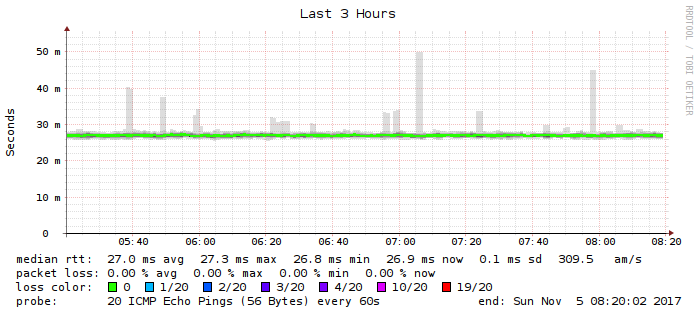 Last 3 Hours
RRDTOOL / TOBI OETIKER
Seconds
50 m
40 m
30 m
20 m
10 m
0
05:40 06:00 06:20 06:40 07:00 07:20 07:40 08:00 08:20
median rtt: 27.0 ms avg 27.3 ms max 26.8 ms min 26.9 ms now 0.1 ms sd 309.5 am/s
packet loss: 0.00 % avg 0.00 % max 0.00 % min 0.00 % now
loss color: 0 1/20 2/20 3/20 4/20 10/20 19/20
probe: 20 ICMP Echo Pings (56 Bytes) every 60s end: Sun Nov 5 08:20:02 2017